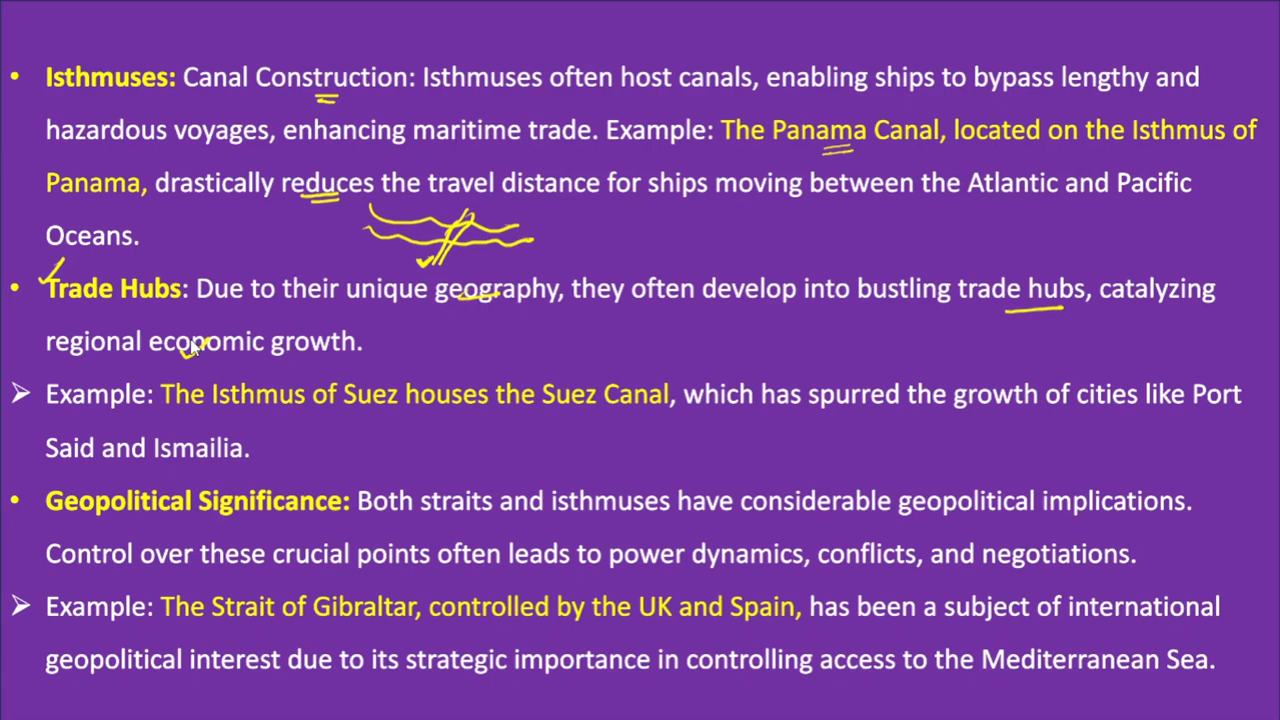 • Isthmuses: Canal Construction: Isthmuses often host canals, enabling ships to bypass lengthy and
hazardous voyages, enhancing maritime trade. Example: The Panama Canal, located on the Isthmus of
Panama, drastically reduces the travel distance for ships moving between the Atlantic and Pacific
Oceans.
• Trade Hubs: Due to their unique geography, they often develop into bustling trade hubs, catalyzing
regional economic growth.
➢ Example: The Isthmus of Suez houses the Suez Canal, which has spurred the growth of cities like Port
Said and Ismailia.
• Geopolitical Significance: Both straits and isthmuses have considerable geopolitical implications.
Control over these crucial points often leads to power dynamics, conflicts, and negotiations.
➢ Example: The Strait of Gibraltar, controlled by the UK and Spain, has been a subject of international
geopolitical interest due to its strategic importance in controlling access to the Mediterranean Sea.